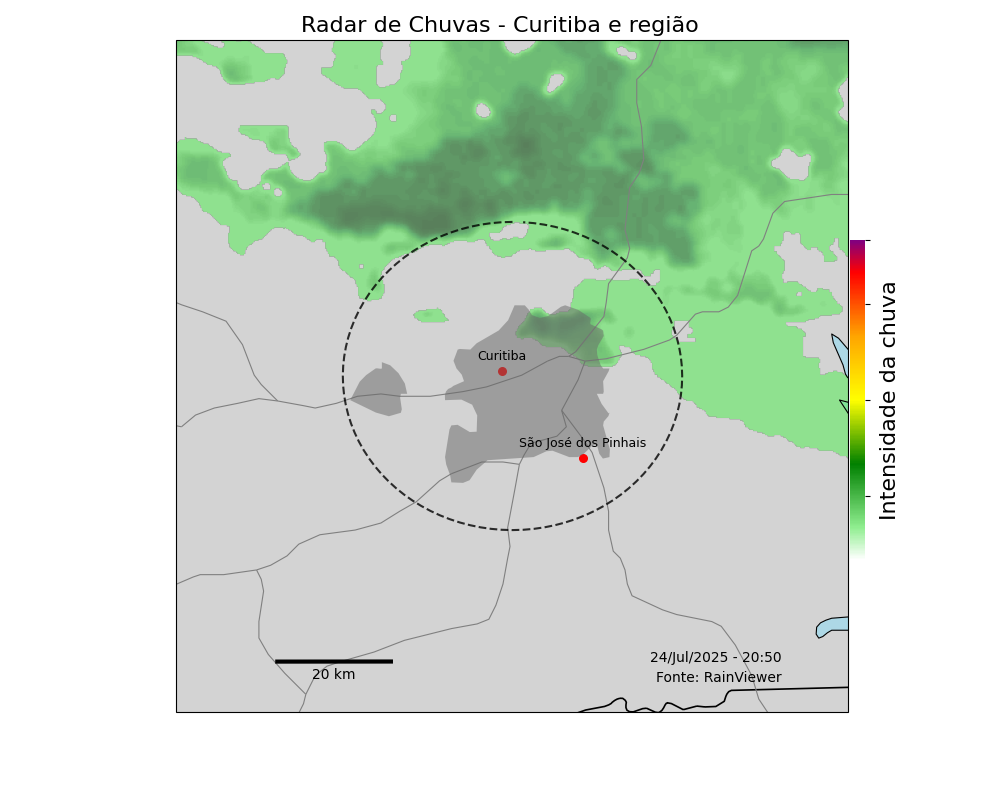 Radar de Chuvas - Curitiba e região
Curitiba
São José dos Pinhais
Intensidade da chuva
20 km
24/Jul/2025 - 20:50
Fonte: RainViewer